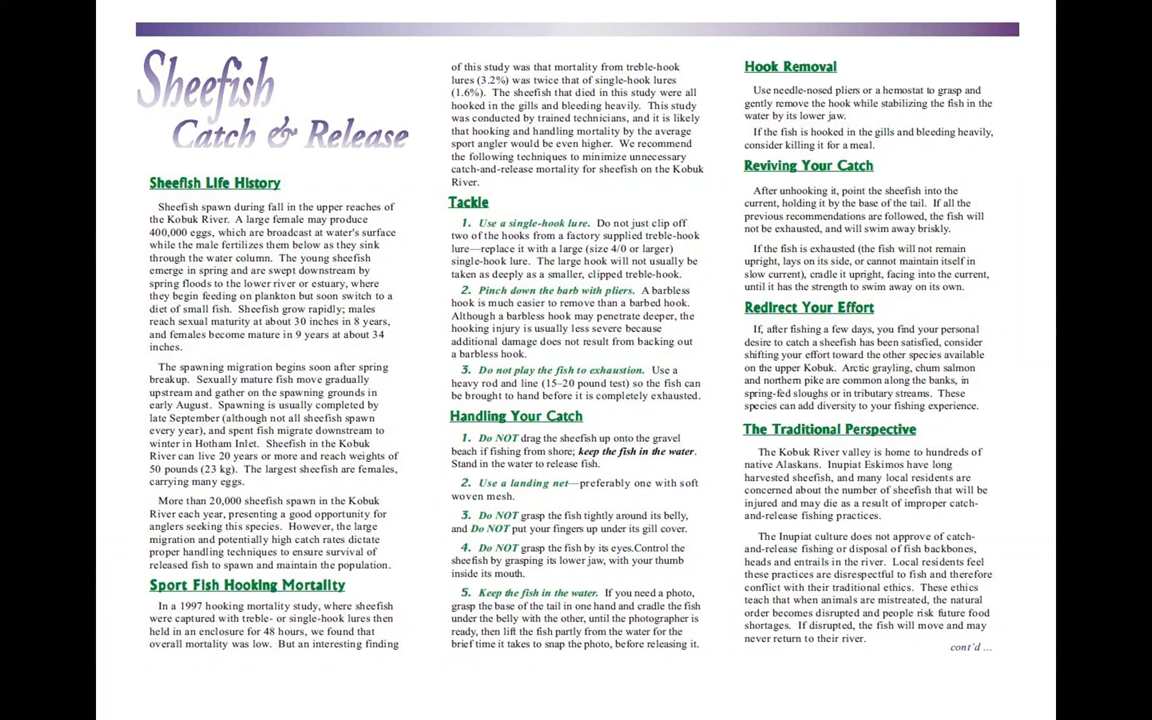 Sheefish
Catch & Release
Sheefish Life History
Sheefish spawn during fall in the upper reaches of
the Kobuk River. A large female may produce
400,000 eggs, which are broadcast at water's surface
while the male fertilizes them below as they sink
through the water column. The young sheefish
emerge in spring and are swept downstream by
spring floods to the lower river or estuary, where
they begin feeding on plankton but soon switch to a
diet of small fish. Sheefish grow rapidly; males
reach sexual maturity at about 30 inches in 8 years,
and females become mature in 9 years at about 34
inches.
The spawning migration begins soon after spring
breakup. Sexually mature fish move gradually
upstream and gather on the spawning grounds in
early August. Spawning is usually completed by
late September (although not all sheefish spawn
every year), and spent fish migrate downstream to
winter in Hotham Inlet. Sheefish in the Kobuk
River can live 20 years or more and reach weights of
50 pounds (23 kg). The largest sheefish are females,
carrying many eggs.
More than 20,000 sheefish spawn in the Kobuk
River each year, presenting a good opportunity for
anglers seeking this species. However, the large
migration and potentially high catch rates dictate
proper handling techniques to ensure survival of
released fish to spawn and maintain the population.
Sport Fish Hooking Mortality
In a 1997 hooking mortality study, where sheefish
were captured with treble- or single-hook lures then
held in an enclosure for 48 hours, we found that
overall mortality was low. But an interesting finding
of this study was that mortality from treble-hook
lures (3.2%) was twice that of single-hook lures
(1.6%). The sheefish that died in this study were all
hooked in the gills and bleeding heavily. This study
was conducted by trained technicians, and it is likely
that hooking and handling mortality by the average
sport angler would be even higher. We recommend
the following techniques to minimize unnecessary
catch-and-release mortality for sheefish on the Kobuk
River.
Tackle
1. Use a single-hook lure. Do not just clip off
two of the hooks from a factory supplied treble-hook
lure—replace it with a large (size 4/0 or larger)
single-hook lure. The large hook will not usually be
taken as deeply as a smaller, clipped treble-hook.
2. Pinch down the barb with pliers. A barbless
hook is much easier to remove than a barbed hook.
Although a barbless hook may penetrate deeper, the
hooking injury is usually less severe because
additional damage does not result from backing out
a barbless hook.
3. Do not play the fish to exhaustion. Use a
heavy rod and line (15–20 pound test) so the fish can
be brought to hand before it is completely exhausted.
Handling Your Catch
1. Do NOT drag the sheefish up onto the gravel
beach if fishing from shore; keep the fish in the water.
Stand in the water to release fish.
2. Use a landing net—preferably one with soft
woven mesh.
3. Do NOT grasp the fish tightly around its belly,
and Do NOT put your fingers up under its gill cover.
4. Do NOT grasp the fish by its eyes.Control the
sheefish by grasping its lower jaw, with your thumb
inside its mouth.
5. Keep the fish in the water. If you need a photo,
grasp the base of the tail in one hand and cradle the fish
under the belly with the other, until the photographer is
ready, then lift the fish partly from the water for the
brief time it takes to snap the photo, before releasing it.
Hook Removal
Use needle-nosed pliers or a hemostat to grasp and
gently remove the hook while stabilizing the fish in the
water by its lower jaw.
If the fish is hooked in the gills and bleeding heavily,
consider killing it for a meal.
Reviving Your Catch
After unhooking it, point the sheefish into the
current, holding it by the base of the tail. If all the
previous recommendations are followed, the fish will
not be exhausted, and will swim away briskly.
If the fish is exhausted (the fish will not remain
upright, lays on its side, or cannot maintain itself in
slow current), cradle it upright, facing into the current,
until it has the strength to swim away on its own.
Redirect Your Effort
If, after fishing a few days, you find your personal
desire to catch a sheefish has been satisfied, consider
shifting your effort toward the other species available
on the upper Kobuk. Arctic grayling, chum salmon
and northern pike are common along the banks, in
spring-fed sloughs or in tributary streams. These
species can add diversity to your fishing experience.
The Traditional Perspective
The Kobuk River valley is home to hundreds of
native Alaskans. Inupiat Eskimos have long
harvested sheefish, and many local residents are
concerned about the number of sheefish that will be
injured and may die as a result of improper catch-
and-release fishing practices.
The Inupiat culture does not approve of catch-
and-release fishing or disposal of fish backbones,
heads and entrails in the river. Local residents feel
these practices are disrespectful to fish and therefore
conflict with their traditional ethics. These ethics
teach that when animals are mistreated, the natural
order becomes disrupted and people risk future food
shortages. If disrupted, the fish will move and may
never return to their river.
cont'd ...